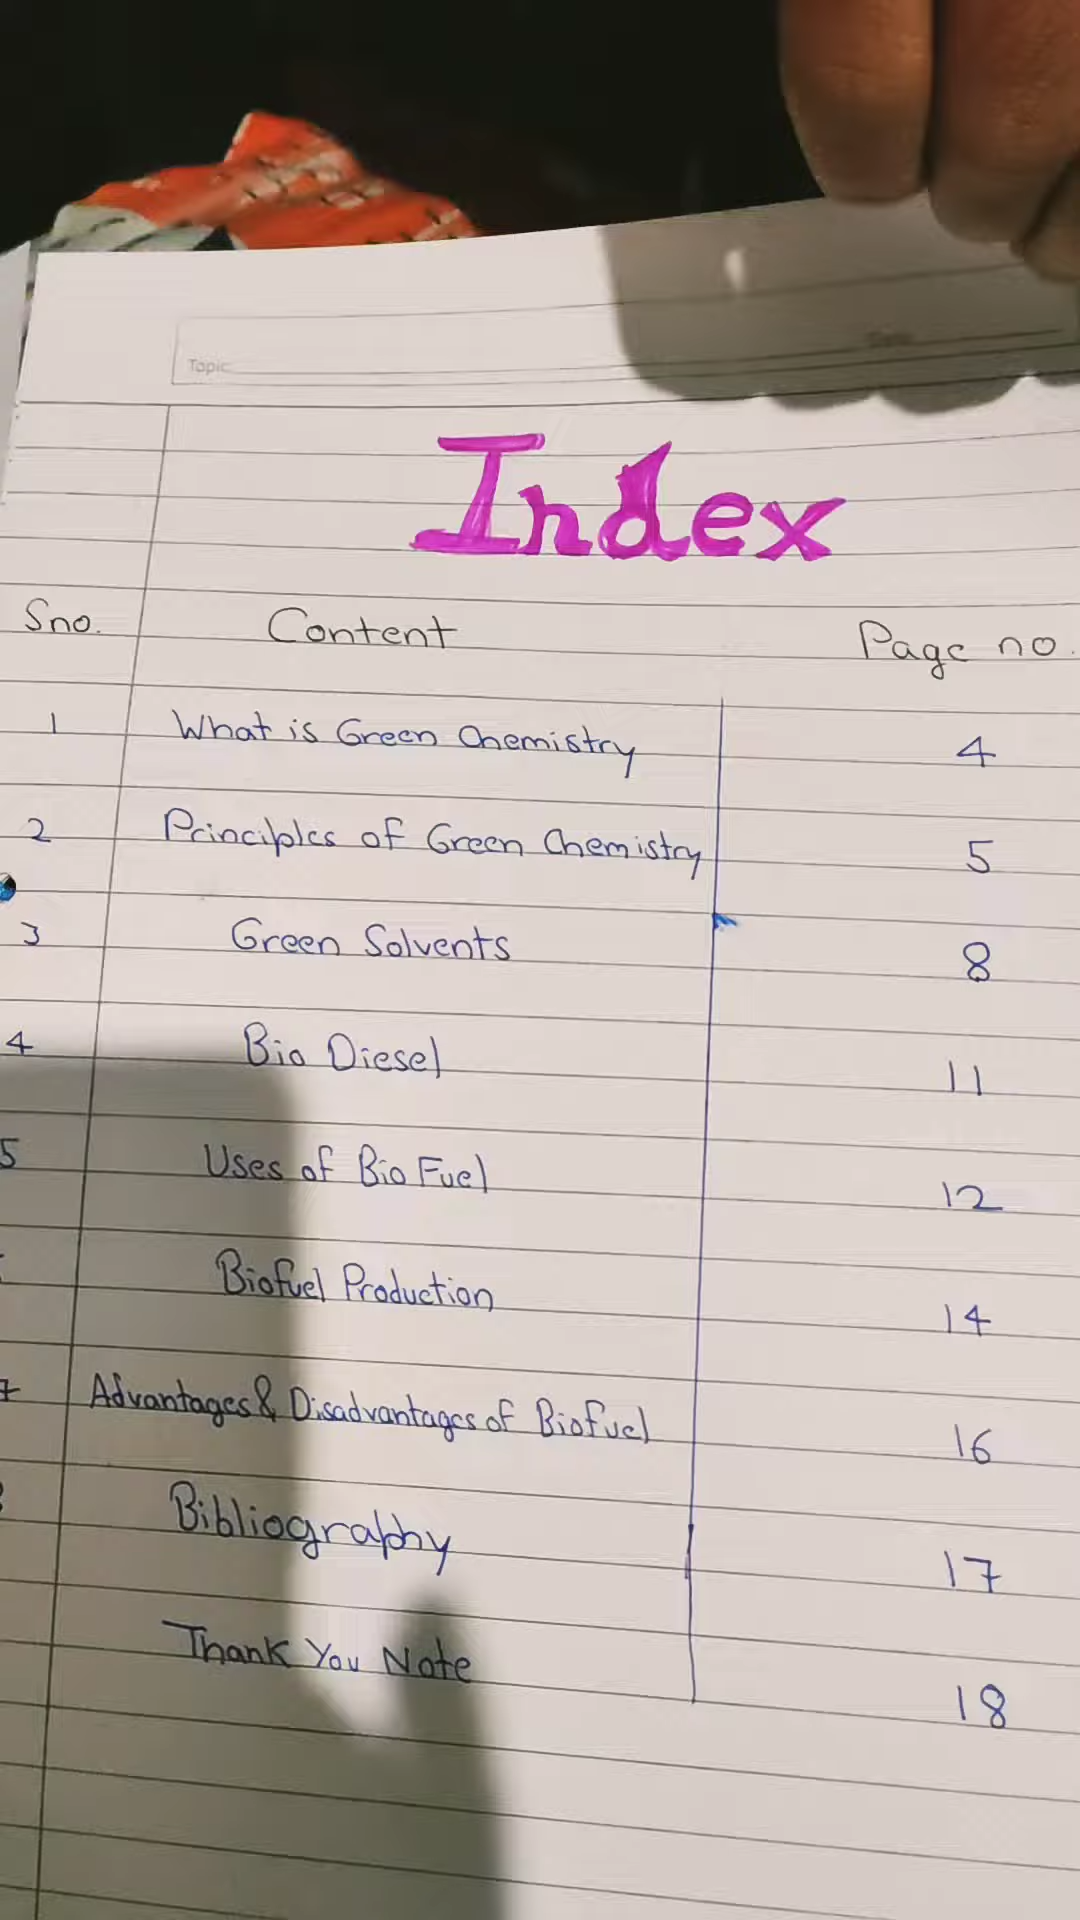 Topic
Date
Index
Sno. Content Page no.
1 What is Green Chemistry 4
2 Principles of Green Chemistry 5
3 Green Solvents 8
4 Bio Diesel 11
5 Uses of Bio Fuel 12
Biofuel Production 14
7 Advantages & Disadvantages of Biofuel 16
Bibliography 17
Thank You Note 18